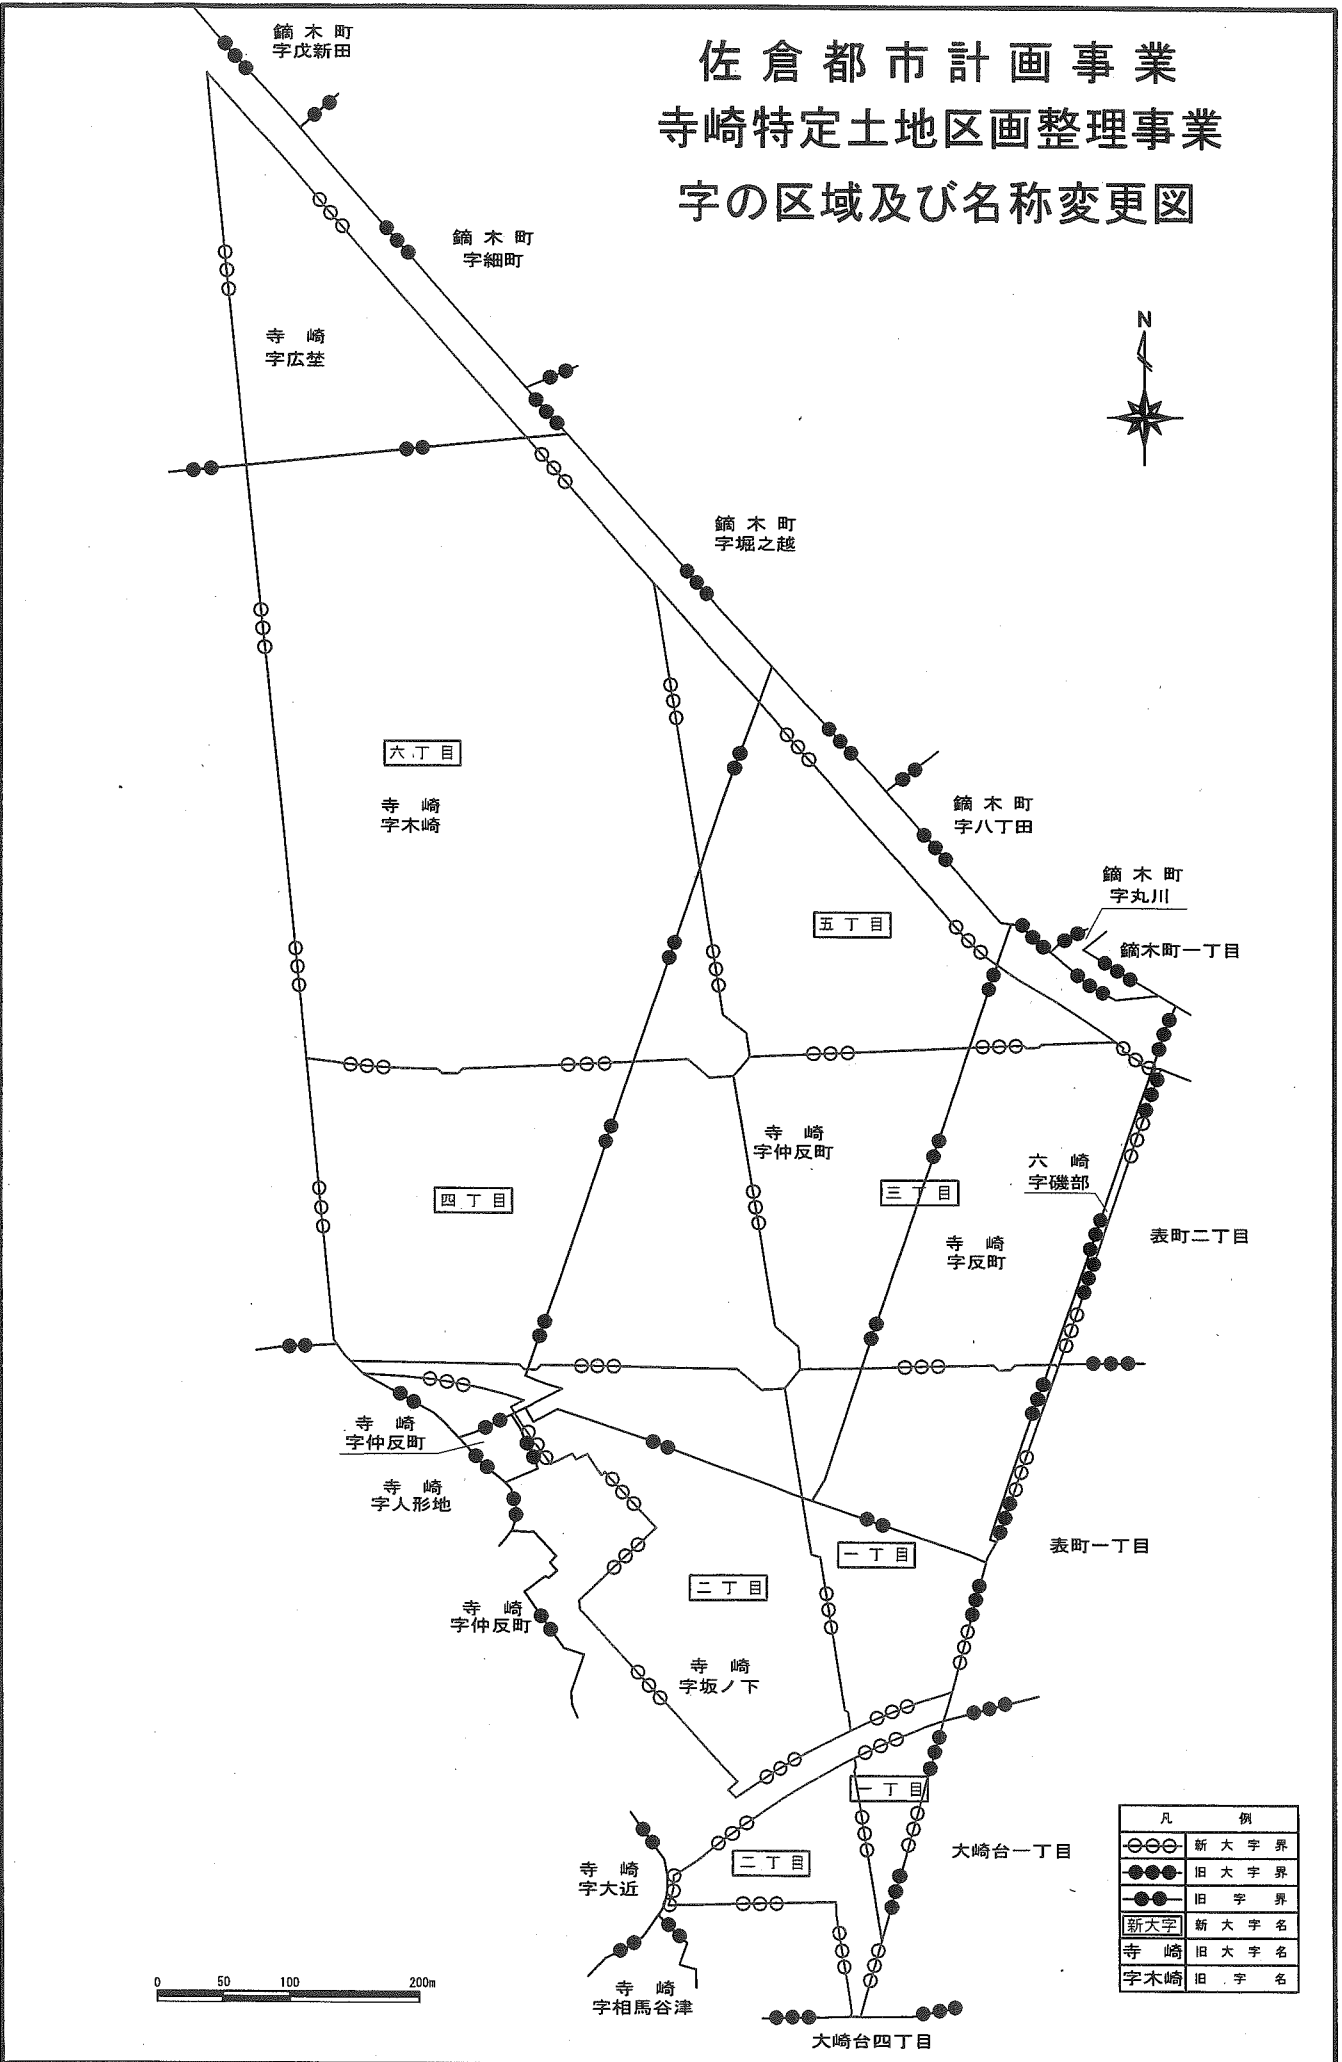 佐倉都市計画事業
寺崎特定土地区画整理事業
字の区域及び名称変更図
鏑木町
字戊新田
鏑木町
字細町
寺崎
字広埜
N
鏑木町
字堀之越
六丁目
寺崎
字木崎
鏑木町
字八丁田
鏑木町
字丸川
五丁目
鏑木町一丁目
寺崎
字仲反町
六崎
字磯部
四丁目
三丁目
寺崎
字反町
表町二丁目
寺崎
字仲反町
寺崎
字人形地
表町一丁目
一丁目
二丁目
寺崎
字仲反町
寺崎
字坂ノ下
一丁目
大崎台一丁目
二丁目
寺崎
字大近
寺崎
字相馬谷津
大崎台四丁目
0 50 100 200m
凡例
新大字界
旧大字界
旧字界
新大字 新大字名
寺崎 旧大字名
字木崎 旧字名